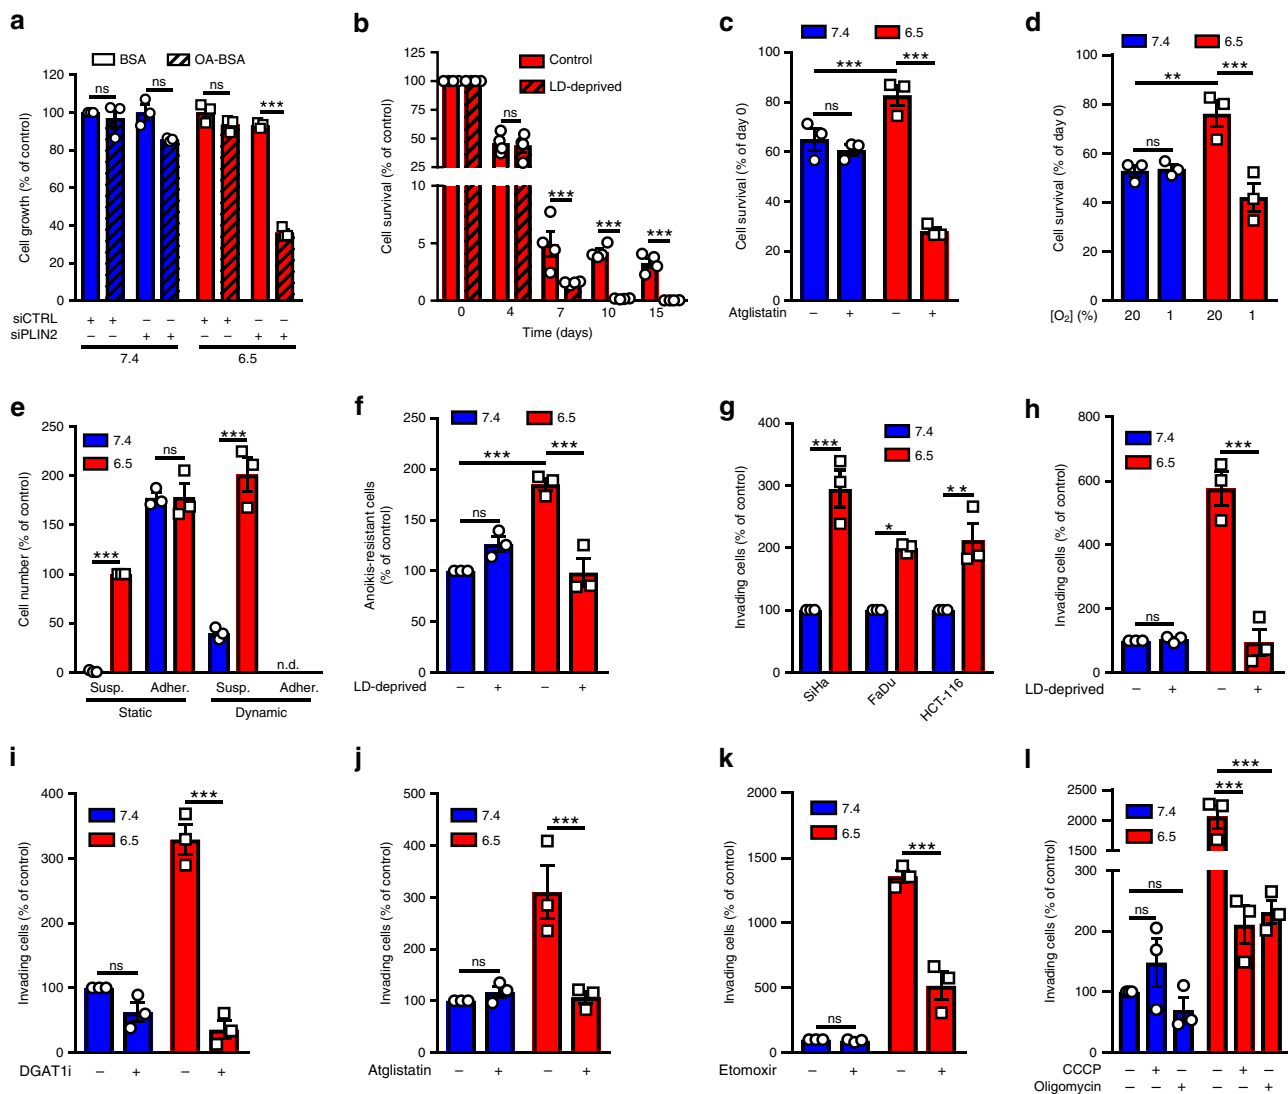 a
BSA
OA-BSA
Cell growth (% of control)
120
100
80
60
40
20
0
ns
ns
ns
***
siCTRL + + – – + + – –
siPLIN2 – – + + – – + +
7.4
6.5
b
Control
LD-deprived
Cell survival (% of control)
125
100
75
50
25
10
5
0
ns
***
***
***
0 4 7 10 15
Time (days)
c
7.4
6.5
Cell survival (% of day 0)
100
80
60
40
20
0
***
***
ns
Atglistatin – + – +
d
7.4
6.5
Cell survival (% of day 0)
100
80
60
40
20
0
**
***
ns
[O₂] (%) 20 1 20 1
e
7.4
6.5
Cell number (% of control)
250
200
150
100
50
0
***
ns
***
n.d.
Susp. Adher. Susp. Adher.
Static
Dynamic
f
7.4
6.5
Anoikis-resistant cells
(% of control)
250
200
150
100
50
0
***
***
ns
LD-deprived – + – +
g
7.4
6.5
Invading cells (% of control)
400
300
200
100
0
***
*
**
SiHa
FaDu
HCT-116
h
7.4
6.5
Invading cells (% of control)
800
600
400
200
0
ns
***
LD-deprived – + – +
i
7.4
6.5
Invading cells (% of control)
400
300
200
100
0
ns
***
DGAT1i – + – +
j
7.4
6.5
Invading cells (% of control)
500
400
300
200
100
0
ns
***
Atglistatin – + – +
k
7.4
6.5
Invading cells (% of control)
2000
1500
1000
500
0
ns
***
Etomoxir – + – +
l
7.4
6.5
Invading cells (% of control)
2500
2000
1500
300
200
100
0
ns
ns
***
***
CCCP – + – – + –
Oligomycin – – + – – +